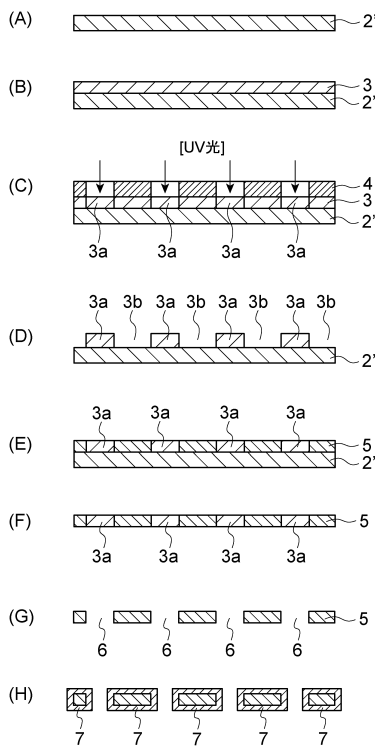 (A) 2'
(B) 3
2'
[UV光]
(C) 4
3
2'
3a 3a 3a 3a
3a 3b 3a 3b 3a 3b 3a 3b
(D) 2'
3a 3a 3a 3a
(E) 5
2'
(F) 5
3a 3a 3a 3a
(G) 5
6 6 6 6
(H)
7 7 7 7 7